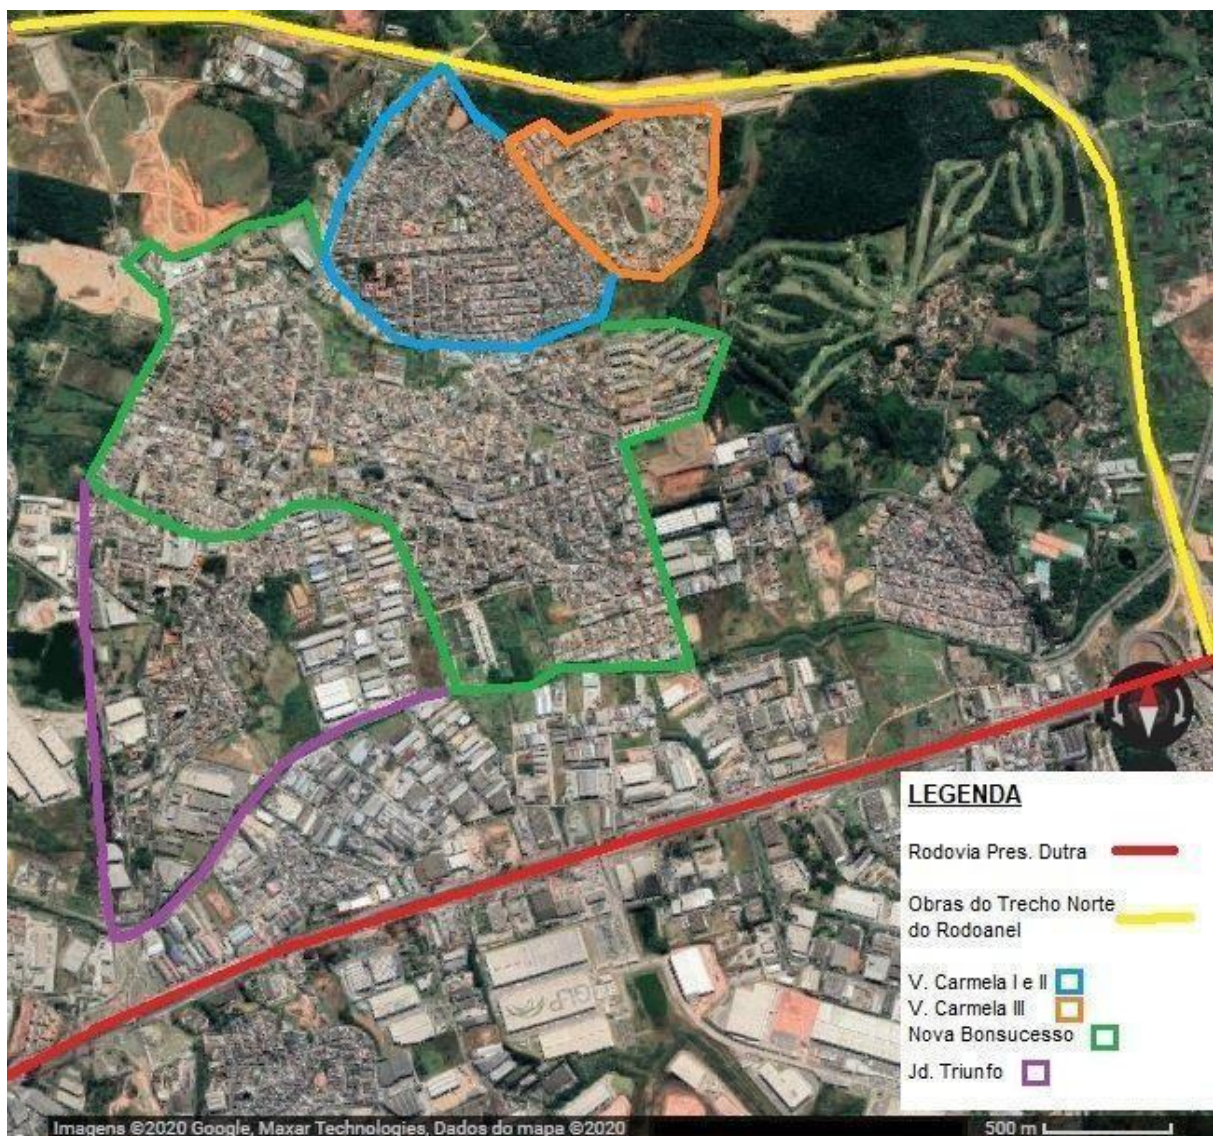 LEGENDA
Rodovia Pres. Dutra
Obras do Trecho Norte
do Rodoanel
V. Carmela I e II
V. Carmela III
Nova Bonsucesso
Jd. Triunfo
GLP
Imagens ©2020 Google, Maxar Technologies, Dados do mapa ©2020
500 m